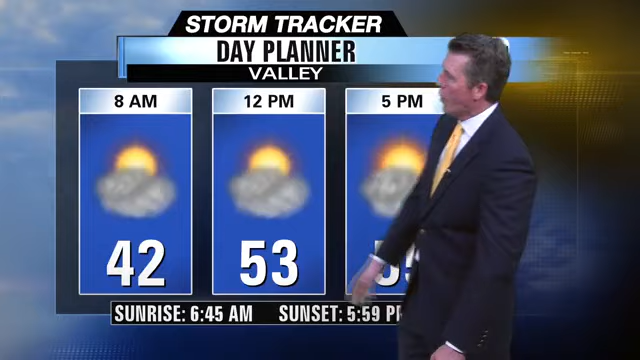 STORM TRACKER
DAY PLANNER
VALLEY
8 AM 12 PM 5 PM
42 53
SUNRISE: 6:45 AM SUNSET: 5:59